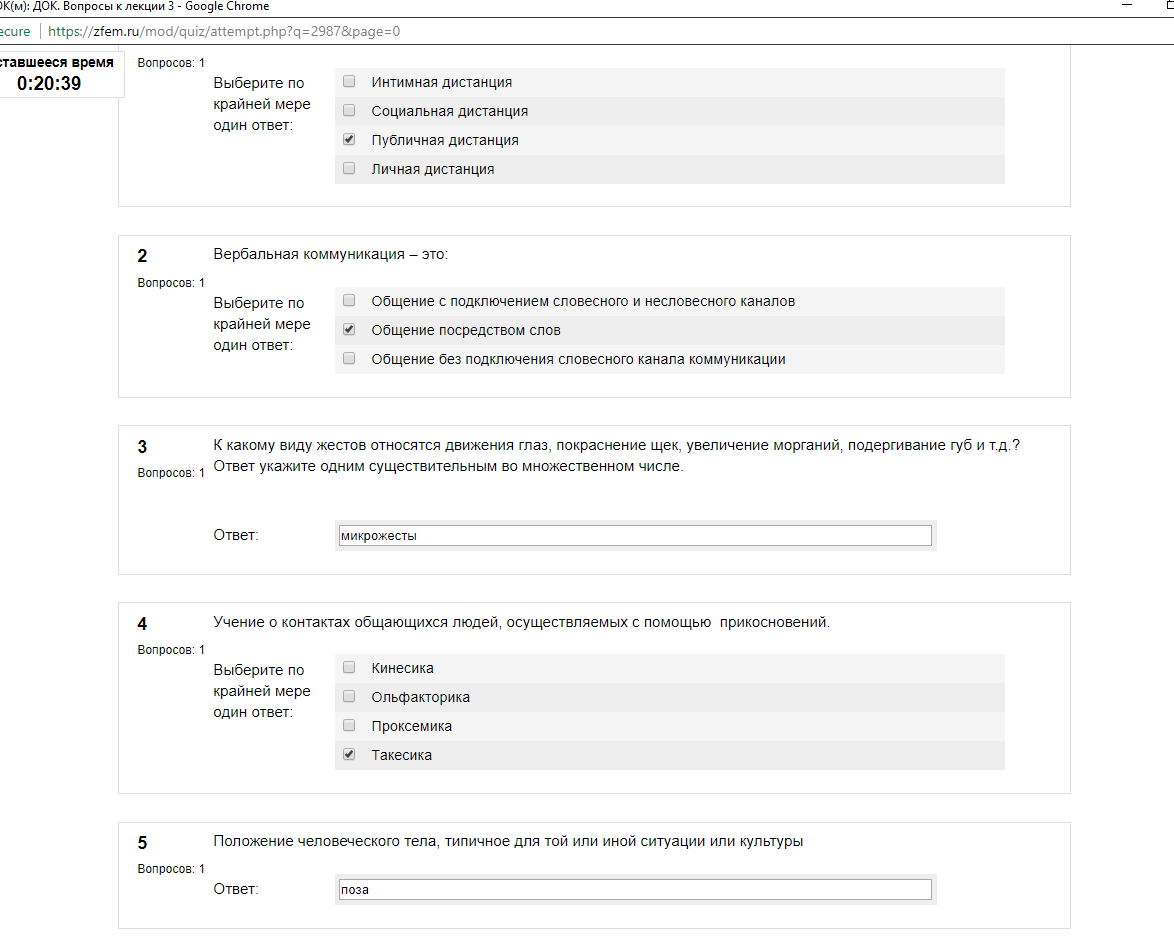 ОК(м): ДОК. Вопросы к лекции 3 - Google Chrome
ecure https://zfem.ru/mod/quiz/attempt.php?q=2987&page=0
ставшееся время
0:20:39
Вопросов: 1
Выберите по
крайней мере
один ответ:
Интимная дистанция
Социальная дистанция
Публичная дистанция
Личная дистанция
2
Вопросов: 1
Вербальная коммуникация – это:
Выберите по
крайней мере
один ответ:
Общение с подключением словесного и несловесного каналов
Общение посредством слов
Общение без подключения словесного канала коммуникации
3
Вопросов: 1
К какому виду жестов относятся движения глаз, покраснение щек, увеличение морганий, подергивание губ и т.д.?
Ответ укажите одним существительным во множественном числе.
Ответ:
микрожесты
4
Вопросов: 1
Учение о контактах общающихся людей, осуществляемых с помощью прикосновений.
Выберите по
крайней мере
один ответ:
Кинесика
Ольфакторика
Проксемика
Такесика
5
Вопросов: 1
Положение человеческого тела, типичное для той или иной ситуации или культуры
Ответ:
поза